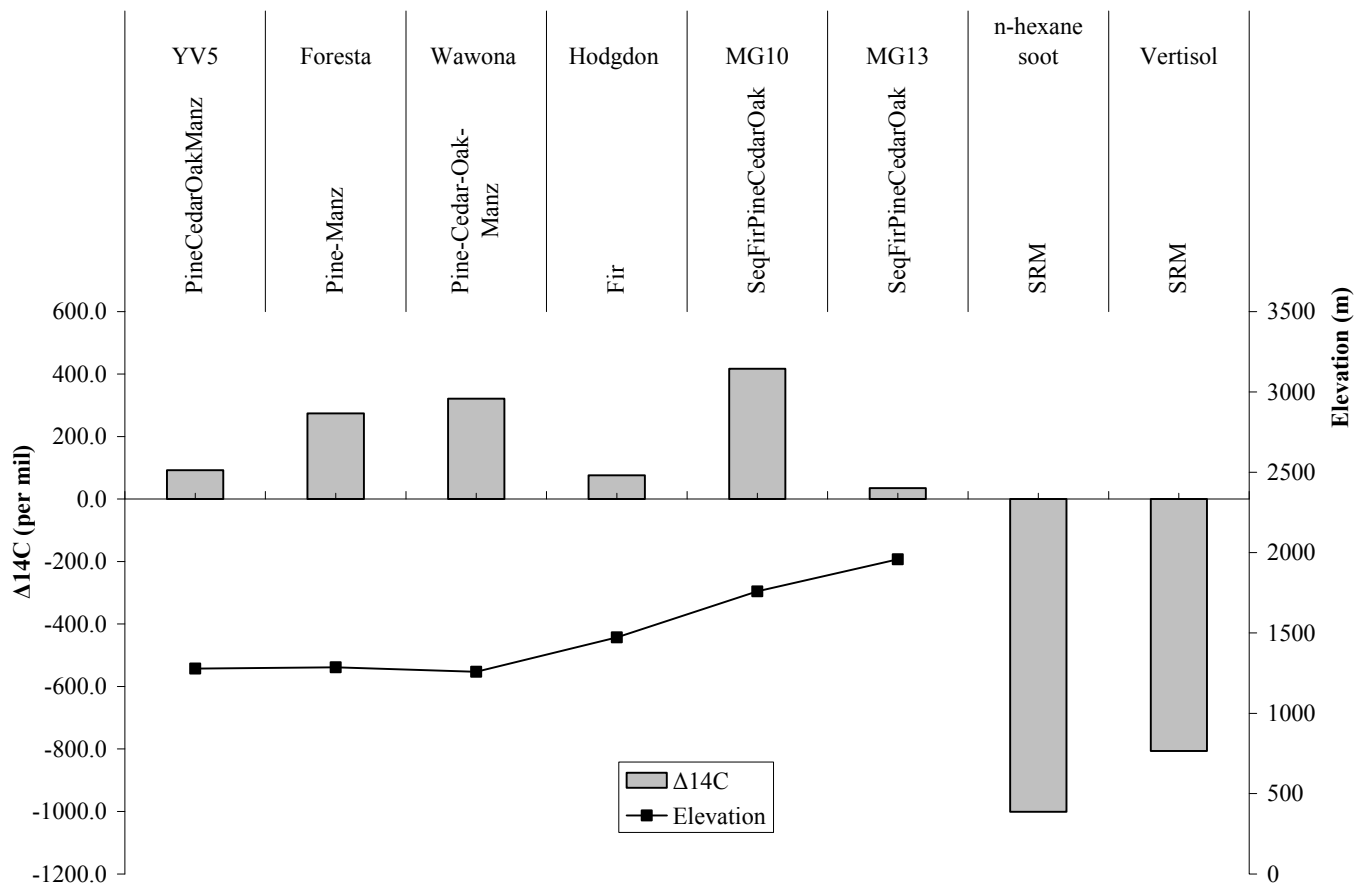 YV5
Foresta
Wawona
Hodgdon
MG10
MG13
n-hexane
soot
Vertisol
PineCedarOakManz
Pine-Manz
Pine-Cedar-Oak-
Manz
Fir
SeqFirPineCedarOak
SeqFirPineCedarOak
SRM
SRM
600.0
400.0
200.0
0.0
-200.0
-400.0
-600.0
-800.0
-1000.0
-1200.0
Δ14C (per mil)
3500
3000
2500
2000
1500
1000
500
0
Elevation (m)
Δ14C
Elevation